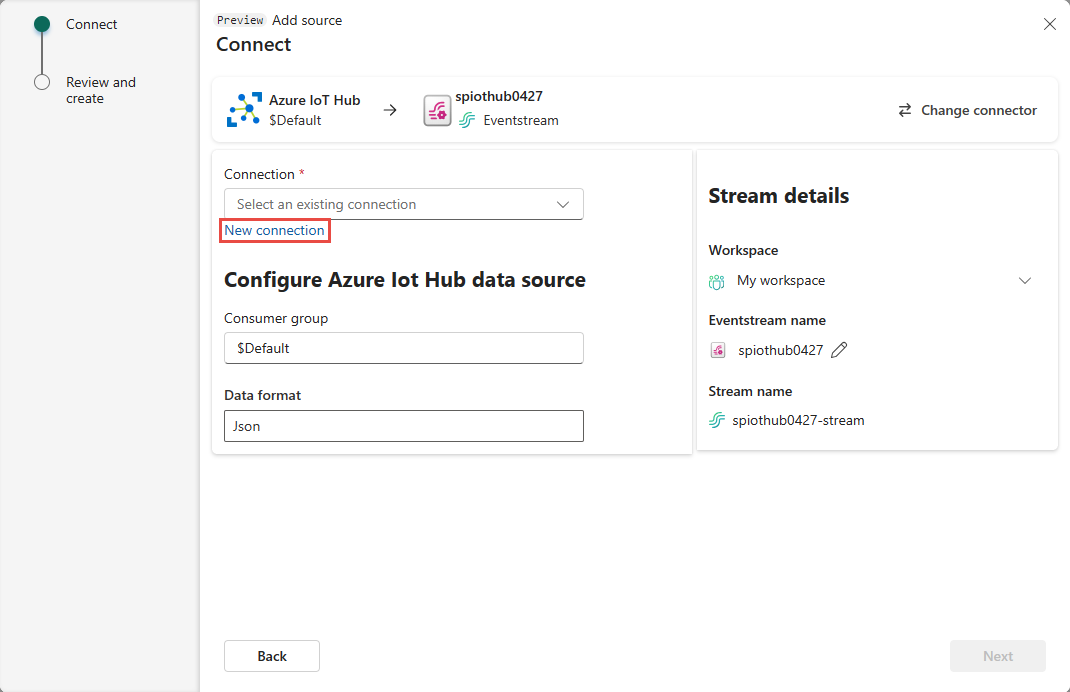 Connect
Review and
create
Preview Add source
Connect
Azure IoT Hub
$Default
spiothub0427
Eventstream
Change connector
Connection *
Select an existing connection
New connection
Configure Azure Iot Hub data source
Consumer group
$Default
Data format
Json
Stream details
Workspace
My workspace
Eventstream name
spiothub0427
Stream name
spiothub0427-stream
Back
Next